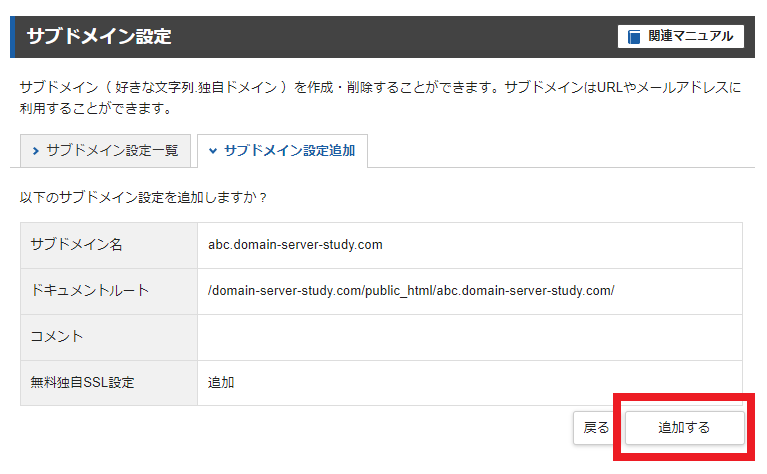 サブドメイン設定
関連マニュアル
サブドメイン（ 好きな文字列.独自ドメイン ）を作成・削除することができます。サブドメインはURLやメールアドレスに
利用することができます。
サブドメイン設定一覧
サブドメイン設定追加
以下のサブドメイン設定を追加しますか？
サブドメイン名 abc.domain-server-study.com
ドキュメントルート /domain-server-study.com/public_html/abc.domain-server-study.com/
コメント
無料独自SSL設定 追加
戻る 追加する